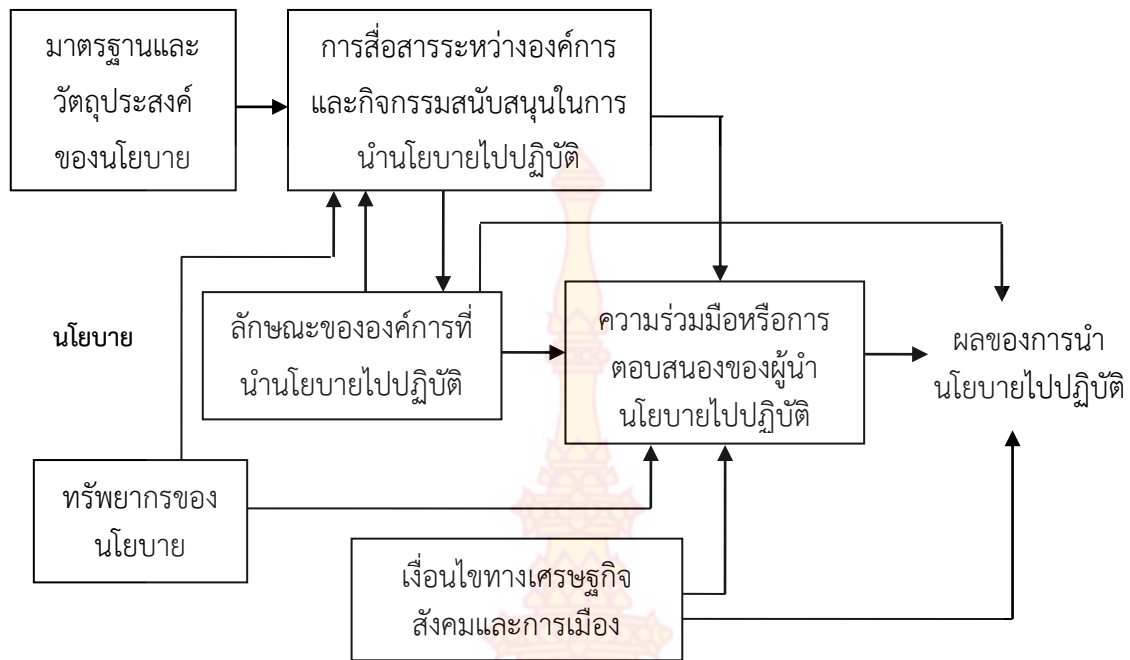 มาตรฐานและ
วัตถุประสงค์
ของนโยบาย
การสื่อสารระหว่างองค์การ
และกิจกรรมสนับสนุนในการ
นำนโยบายไปปฏิบัติ
นโยบาย
ลักษณะขององค์การที่
นำนโยบายไปปฏิบัติ
ความร่วมมือหรือการ
ตอบสนองของผู้นำ
นโยบายไปปฏิบัติ
ผลของการนำ
นโยบายไปปฏิบัติ
ทรัพยากรของ
นโยบาย
เงื่อนไขทางเศรษฐกิจ
สังคมและการเมือง